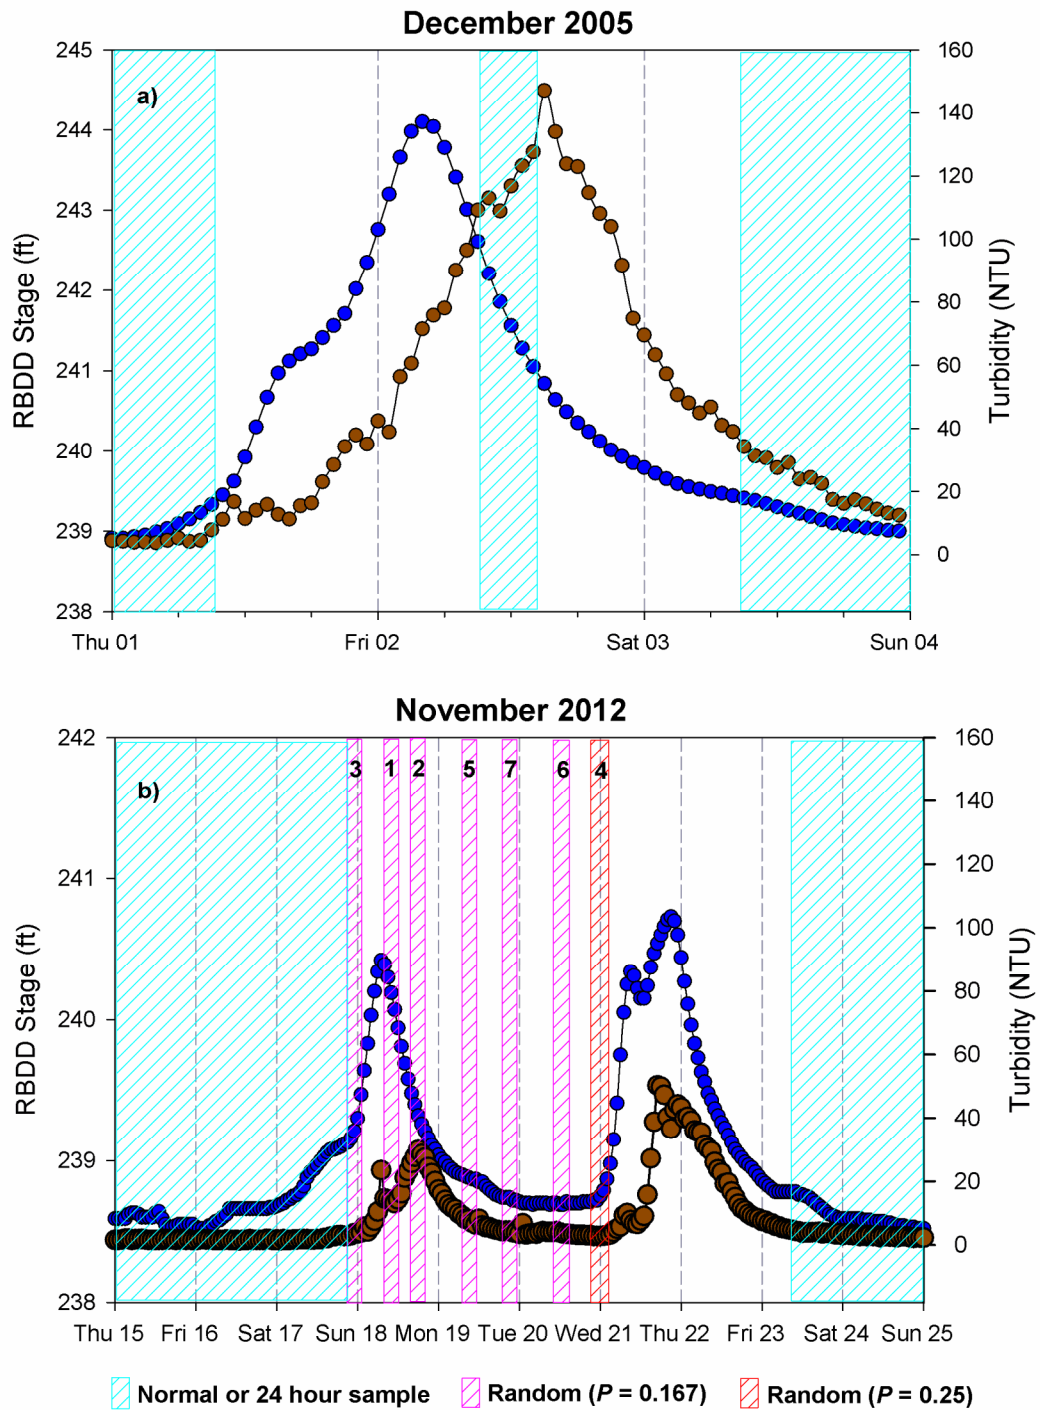 December 2005
245
244
243
242
241
240
239
238
RBDD Stage (ft)
a)
160
140
120
100
80
60
40
20
0
Turbidity (NTU)
Thu 01 Fri 02 Sat 03 Sun 04
November 2012
242
241
240
239
238
RBDD Stage (ft)
b)
3 1 2 5 7 6 4
160
140
120
100
80
60
40
20
0
Turbidity (NTU)
Thu 15 Fri 16 Sat 17 Sun 18 Mon 19 Tue 20 Wed 21 Thu 22 Fri 23 Sat 24 Sun 25
Normal or 24 hour sample Random (P = 0.167) Random (P = 0.25)